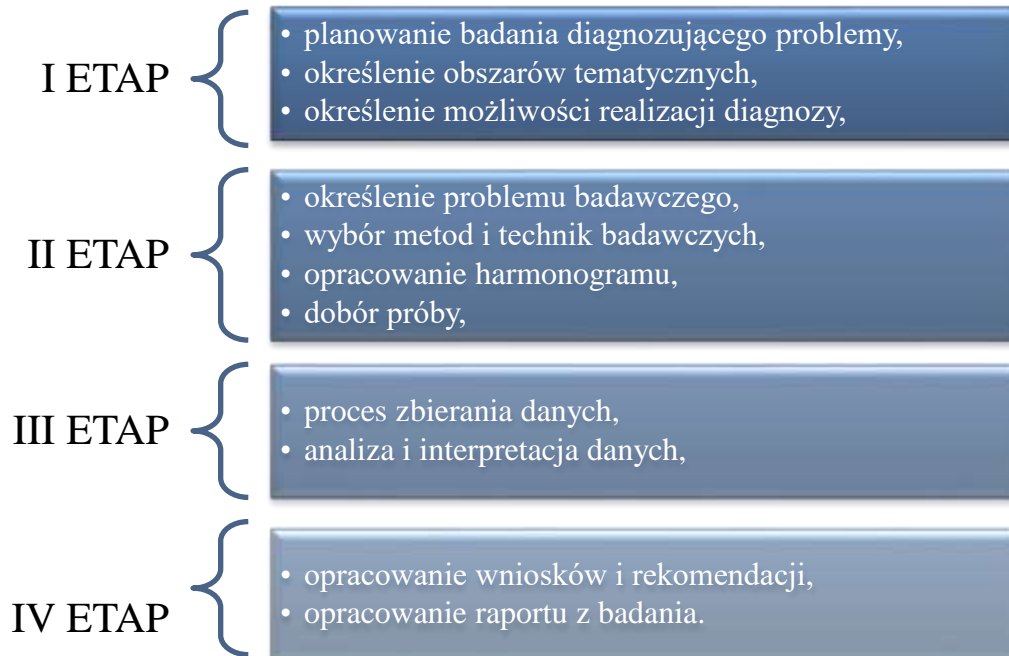 I ETAP
• planowanie badania diagnozującego problemy,
• określenie obszarów tematycznych,
• określenie możliwości realizacji diagnozy,
II ETAP
• określenie problemu badawczego,
• wybór metod i technik badawczych,
• opracowanie harmonogramu,
• dobór próby,
III ETAP
• proces zbierania danych,
• analiza i interpretacja danych,
IV ETAP
• opracowanie wniosków i rekomendacji,
• opracowanie raportu z badania.